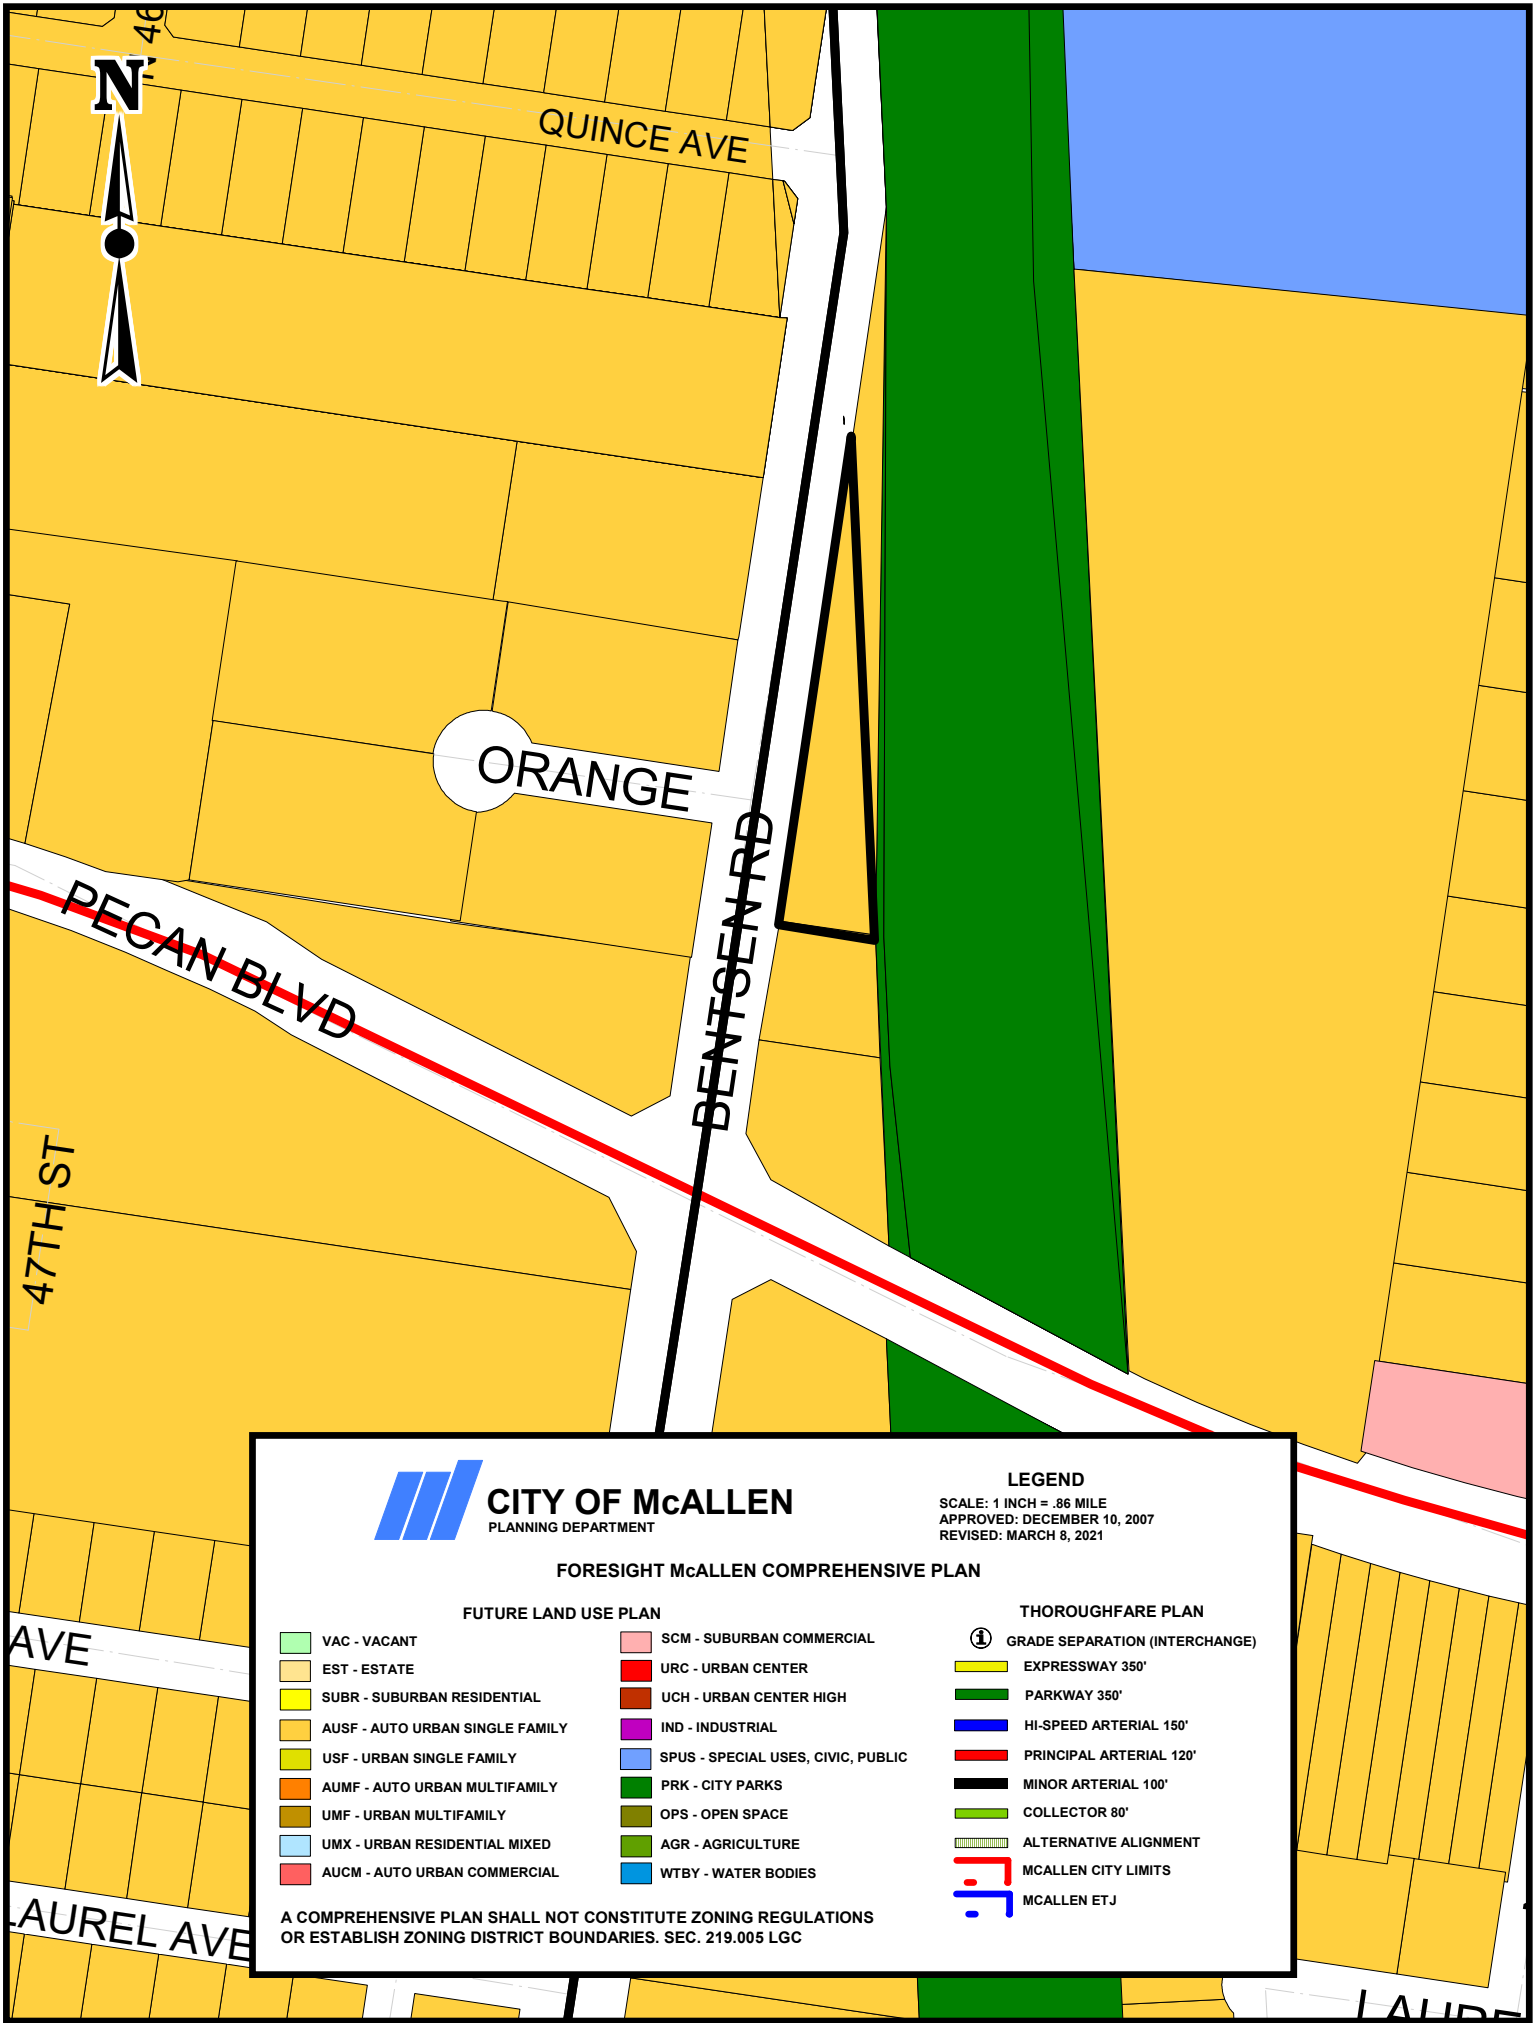 N 46
N
QUINCE AVE
ORANGE
BENTSEN RD
PECAN BLVD
47TH ST
AVE
LAUREL AVE
CITY OF McALLEN
PLANNING DEPARTMENT
LEGEND
SCALE: 1 INCH = .86 MILE
APPROVED: DECEMBER 10, 2007
REVISED: MARCH 8, 2021
FORESIGHT McALLEN COMPREHENSIVE PLAN
FUTURE LAND USE PLAN
VAC - VACANT
EST - ESTATE
SUBR - SUBURBAN RESIDENTIAL
AUSF - AUTO URBAN SINGLE FAMILY
USF - URBAN SINGLE FAMILY
AUMF - AUTO URBAN MULTIFAMILY
UMF - URBAN MULTIFAMILY
UMX - URBAN RESIDENTIAL MIXED
AUCM - AUTO URBAN COMMERCIAL
SCM - SUBURBAN COMMERCIAL
URC - URBAN CENTER
UCH - URBAN CENTER HIGH
IND - INDUSTRIAL
SPUS - SPECIAL USES, CIVIC, PUBLIC
PRK - CITY PARKS
OPS - OPEN SPACE
AGR - AGRICULTURE
WTBY - WATER BODIES
THOROUGHFARE PLAN
GRADE SEPARATION (INTERCHANGE)
EXPRESSWAY 350'
PARKWAY 350'
HI-SPEED ARTERIAL 150'
PRINCIPAL ARTERIAL 120'
MINOR ARTERIAL 100'
COLLECTOR 80'
ALTERNATIVE ALIGNMENT
MCALLEN CITY LIMITS
MCALLEN ETJ
A COMPREHENSIVE PLAN SHALL NOT CONSTITUTE ZONING REGULATIONS
OR ESTABLISH ZONING DISTRICT BOUNDARIES. SEC. 219.005 LGC
LAURE